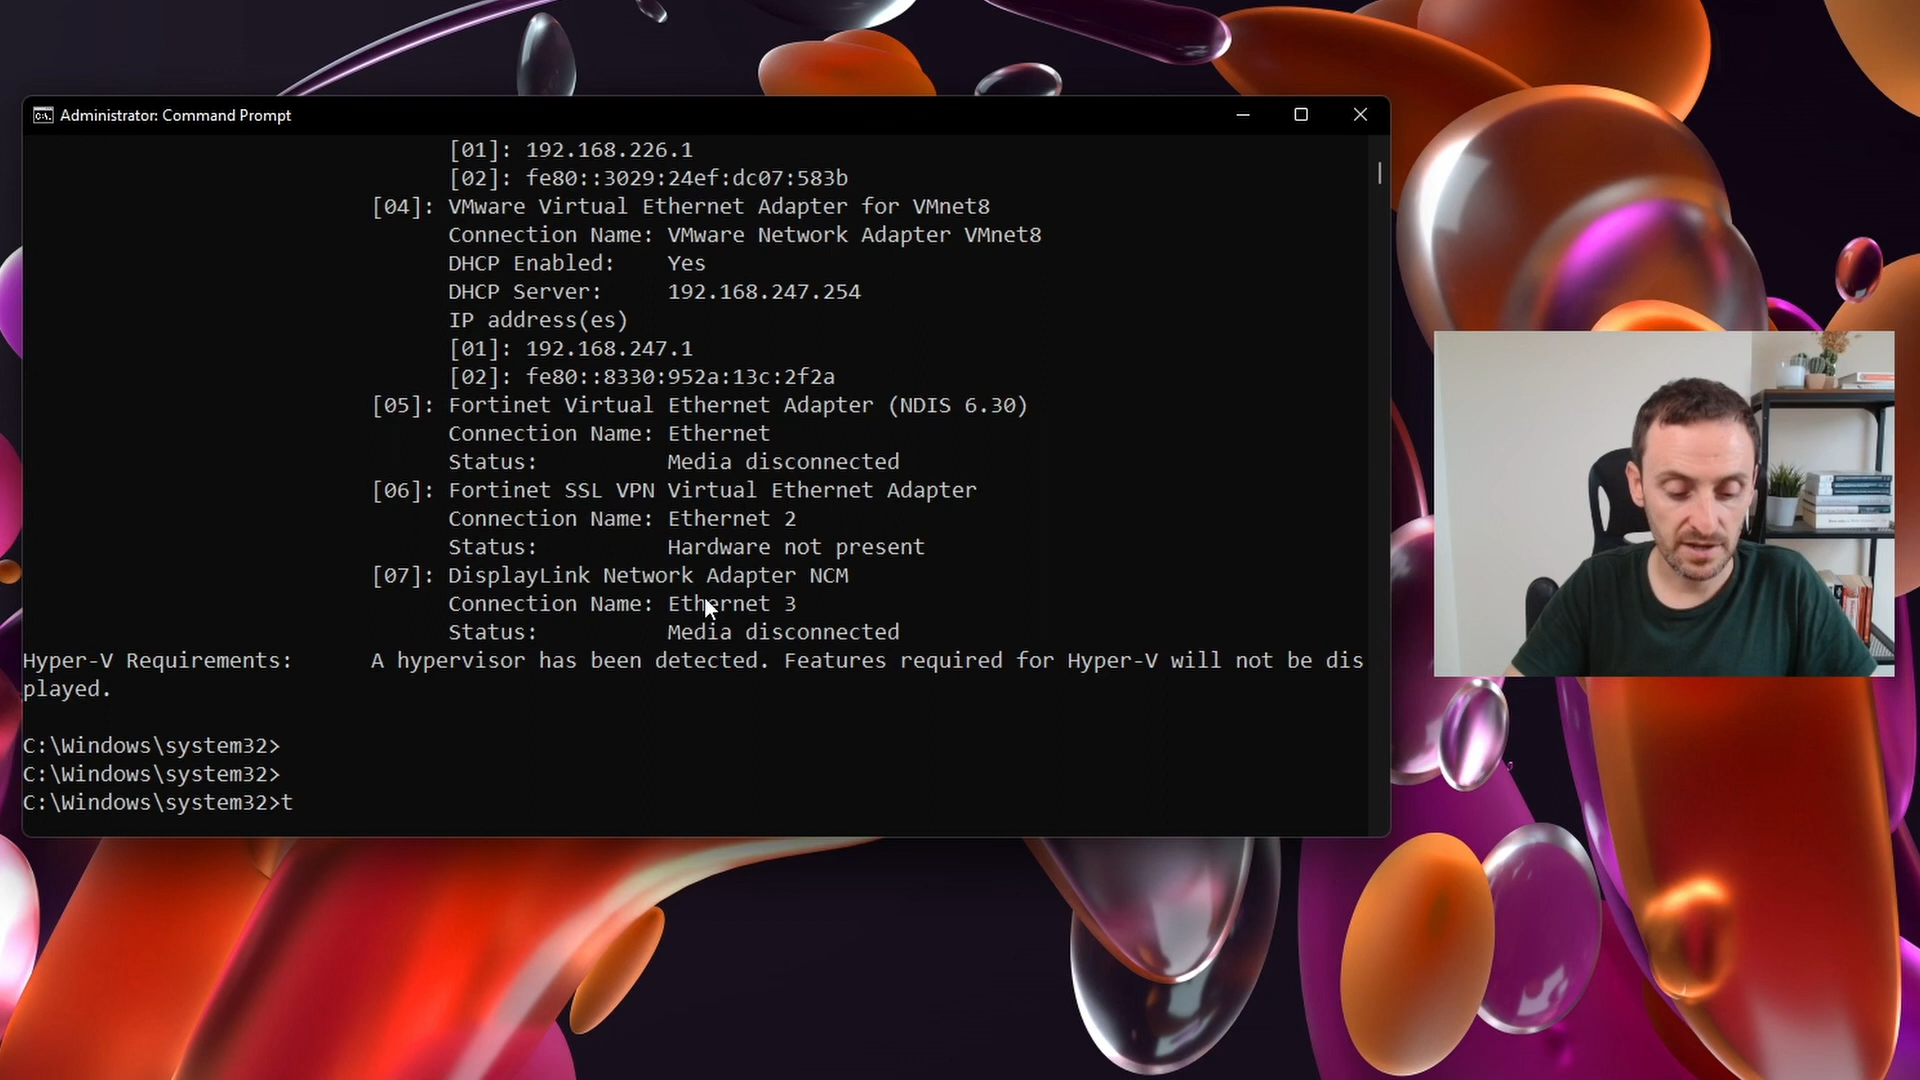 Administrator: Command Prompt
[01]: 192.168.226.1
[02]: fe80::3029:24ef:dc07:583b
[04]: VMware Virtual Ethernet Adapter for VMnet8
Connection Name: VMware Network Adapter VMnet8
DHCP Enabled:    Yes
DHCP Server:     192.168.247.254
IP address(es)
[01]: 192.168.247.1
[02]: fe80::8330:952a:13c:2f2a
[05]: Fortinet Virtual Ethernet Adapter (NDIS 6.30)
Connection Name: Ethernet
Status:          Media disconnected
[06]: Fortinet SSL VPN Virtual Ethernet Adapter
Connection Name: Ethernet 2
Status:          Hardware not present
[07]: DisplayLink Network Adapter NCM
Connection Name: Ethernet 3
Status:          Media disconnected
Hyper-V Requirements:      A hypervisor has been detected. Features required for Hyper-V will not be dis
played.
C:\Windows\system32>
C:\Windows\system32>
C:\Windows\system32>t